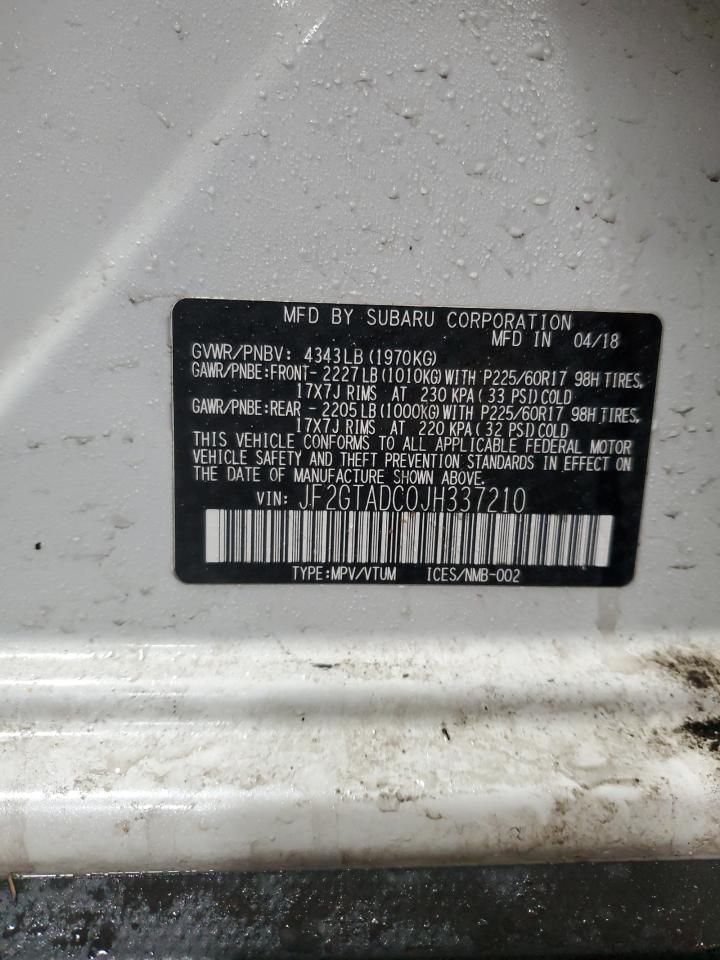 MFD BY SUBARU CORPORATION
MFD IN 04/18
GVWR/PNBV: 4343LB(1970KG)
GAWR/PNBE:FRONT- 2227LB(1010KG)WITH P225/60R17 98H TIRES,
17X7J RIMS AT 230 KPA(33 PSI)COLD
GAWR/PNBE:REAR - 2205LB(1000KG)WITH P225/60R17 98H TIRES,
17X7J RIMS AT 220 KPA(32 PSI)COLD
THIS VEHICLE CONFORMS TO ALL APPLICABLE FEDERAL MOTOR
VEHICLE SAFETY AND THEFT PREVENTION STANDARDS IN EFFECT ON
THE DATE OF MANUFACTURE SHOWN ABOVE.
VIN: JF2GTADC0JH337210
TYPE:MPV/VTUM ICES/NMB-002